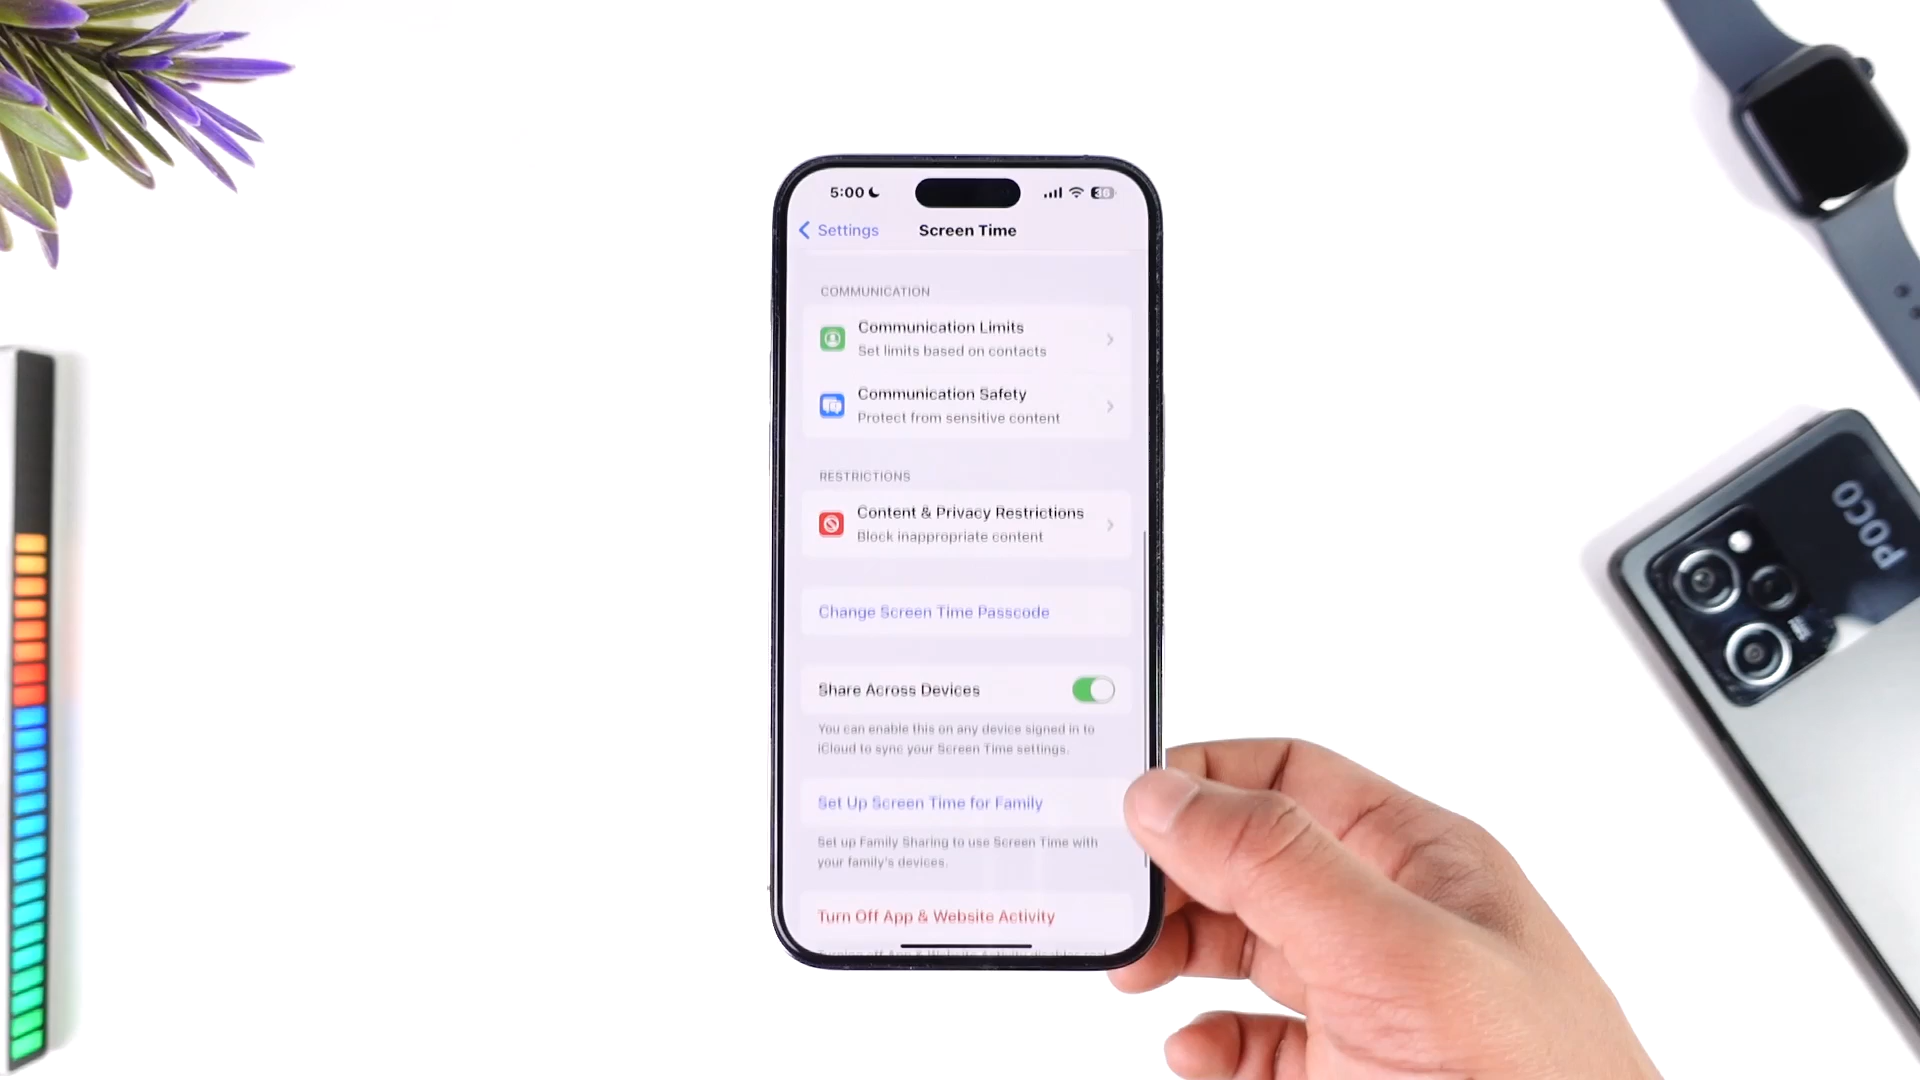 5:00
36
Settings
Screen Time
COMMUNICATION
Communication Limits
Set limits based on contacts
Communication Safety
Protect from sensitive content
RESTRICTIONS
Content & Privacy Restrictions
Block inappropriate content
Change Screen Time Passcode
Share Across Devices
You can enable this on any device signed in to
iCloud to sync your Screen Time settings.
Set Up Screen Time for Family
Set up Family Sharing to use Screen Time with
your family's devices.
Turn Off App & Website Activity
POCO